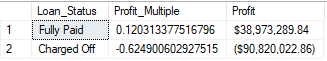 Loan_Status Profit_Multiple Profit
1 Fully Paid 0.120313377516796 $38,973,289.84
2 Charged Off -0.624900602927515 ($90,820,022.86)